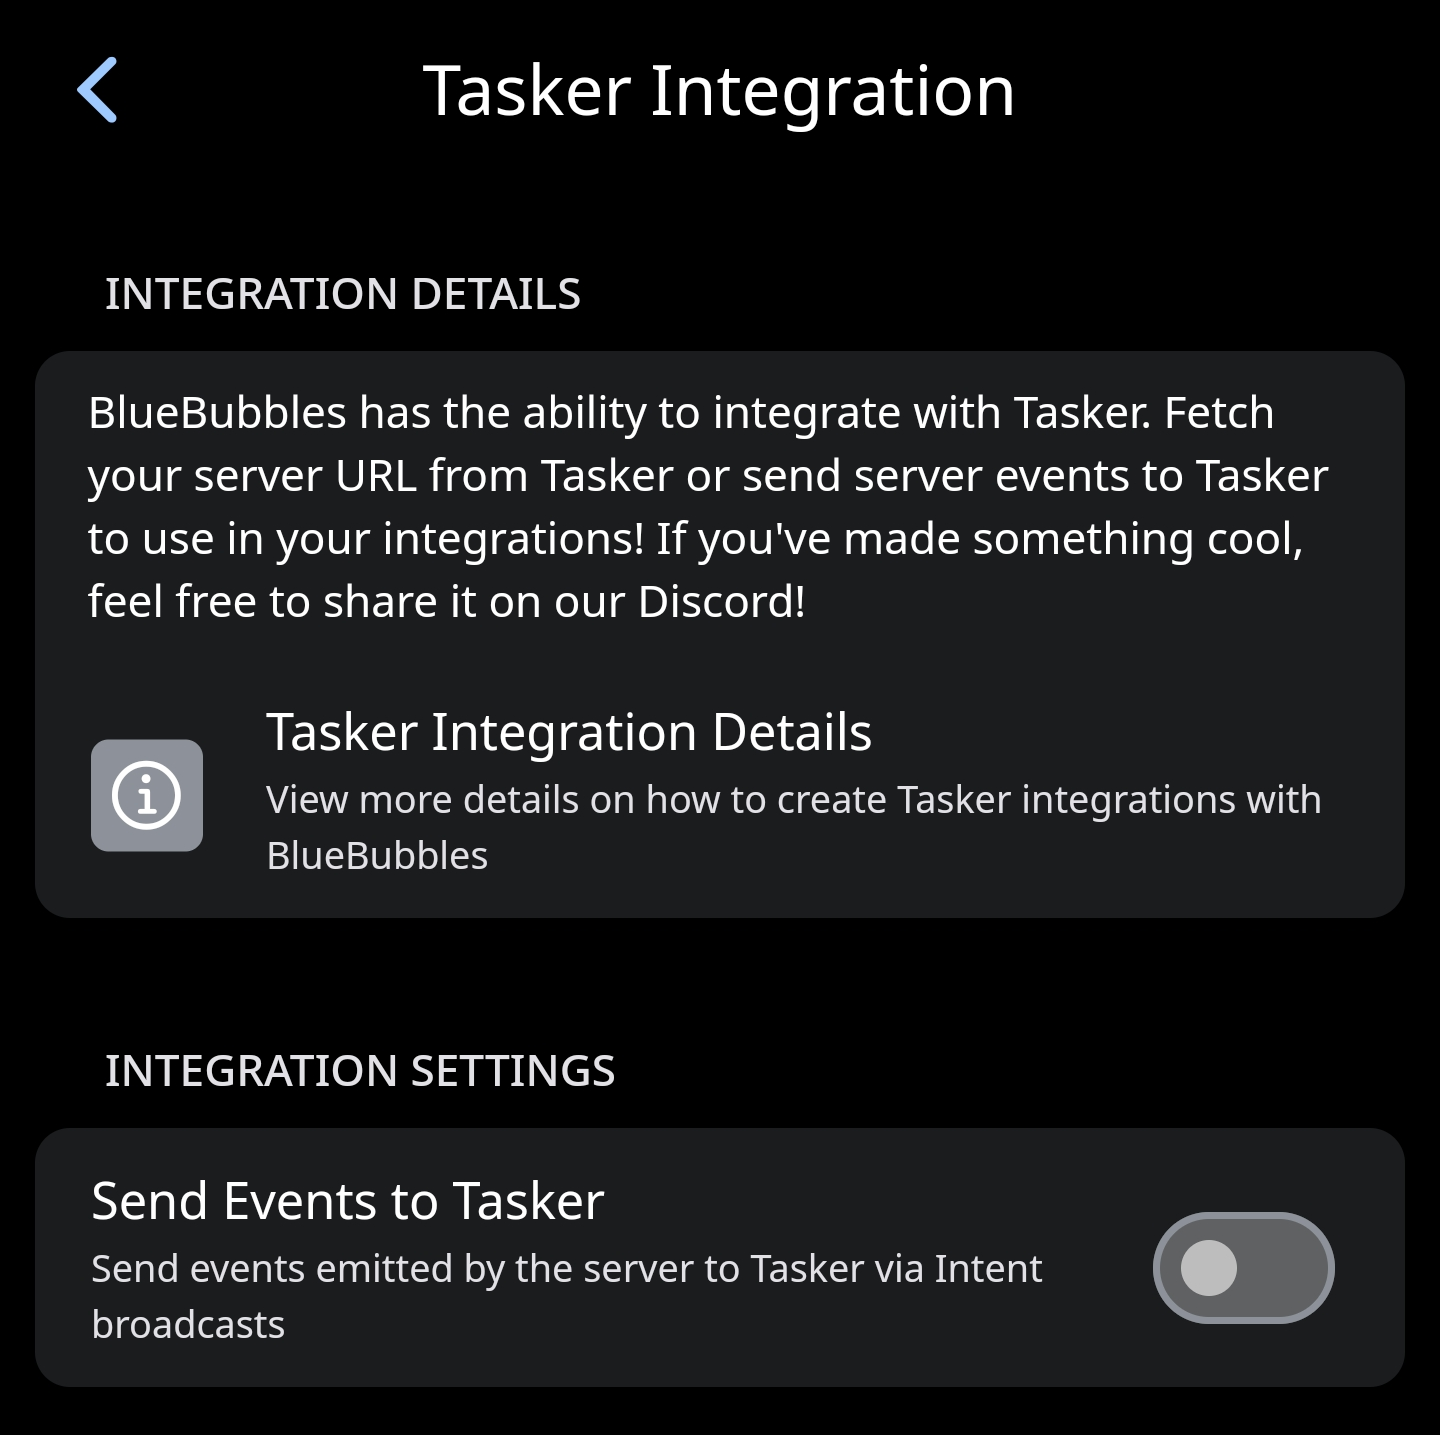 Tasker Integration
INTEGRATION DETAILS
BlueBubbles has the ability to integrate with Tasker. Fetch
your server URL from Tasker or send server events to Tasker
to use in your integrations! If you've made something cool,
feel free to share it on our Discord!
Tasker Integration Details
View more details on how to create Tasker integrations with
BlueBubbles
INTEGRATION SETTINGS
Send Events to Tasker
Send events emitted by the server to Tasker via Intent
broadcasts